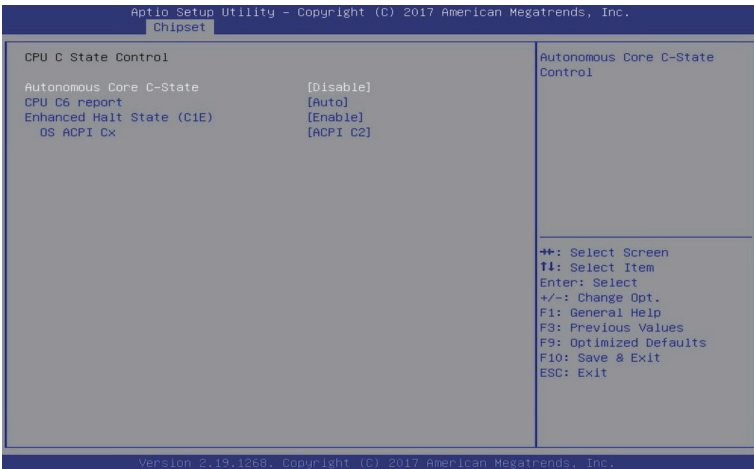 Aptio Setup Utility – Copyright (C) 2017 American Megatrends, Inc.
Chipset
CPU C State Control
Autonomous Core C-State [Disable]
CPU C6 report [Auto]
Enhanced Halt State (C1E) [Enable]
OS ACPI Cx [ACPI C2]
Autonomous Core C-State
Control
→←: Select Screen
↑↓: Select Item
Enter: Select
+/-: Change Opt.
F1: General Help
F3: Previous Values
F9: Optimized Defaults
F10: Save & Exit
ESC: Exit
Version 2.19.1268. Copyright (C) 2017 American Megatrends, Inc.